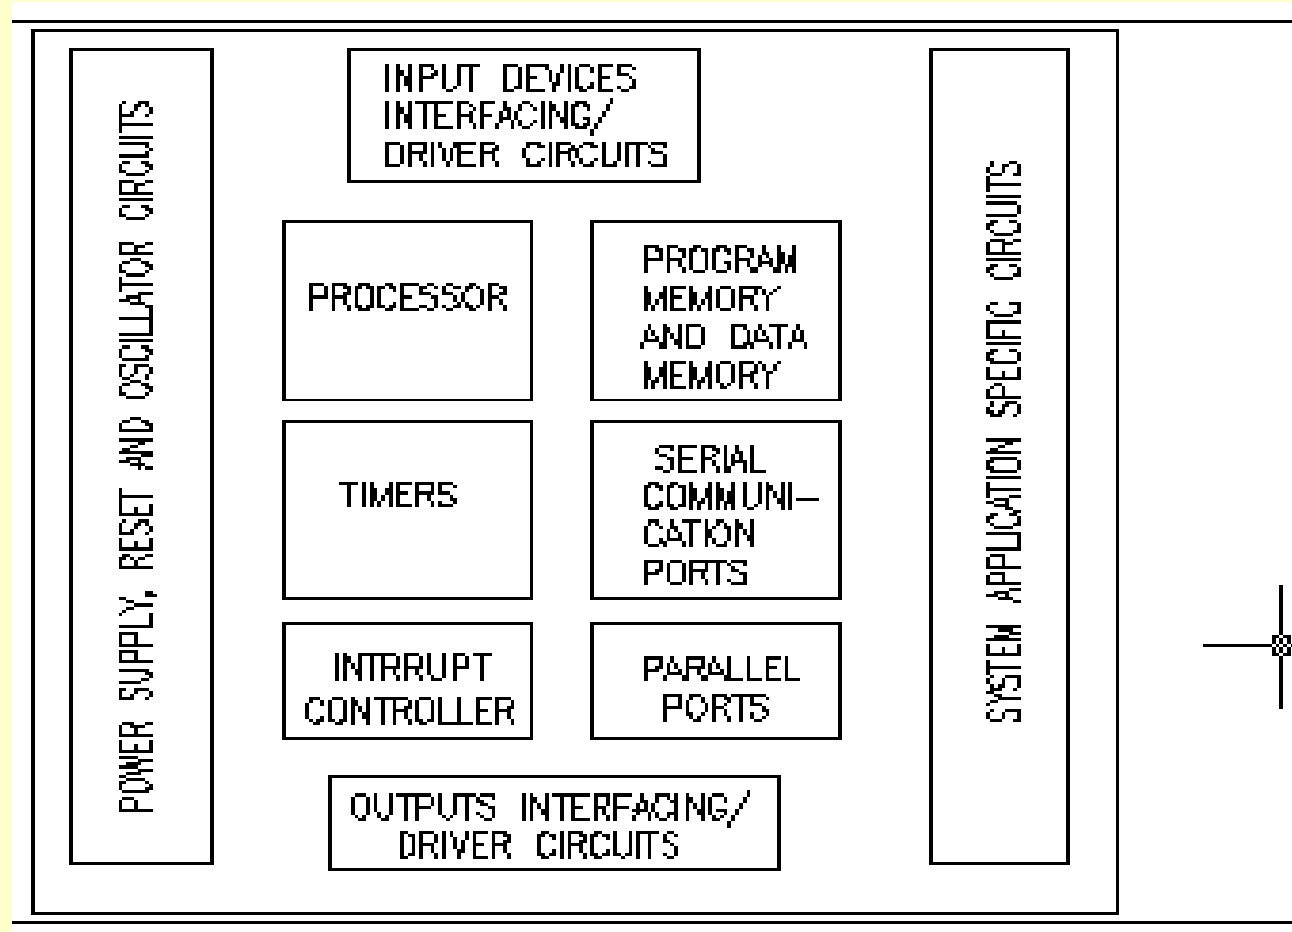 POWER SUPPLY, RESET AND OSCILLATOR CIRCUITS
INPUT DEVICES
INTERFACING/
DRIVER CIRCUITS
PROCESSOR
PROGRAM
MEMORY
AND DATA
MEMORY
TIMERS
SERIAL
COMMUNI-
CATION
PORTS
INTRRUPT
CONTROLLER
PARALLEL
PORTS
OUTPUTS INTERFACING/
DRIVER CIRCUITS
SYSTEM APPLICATION SPECIFIC CIRCUITS